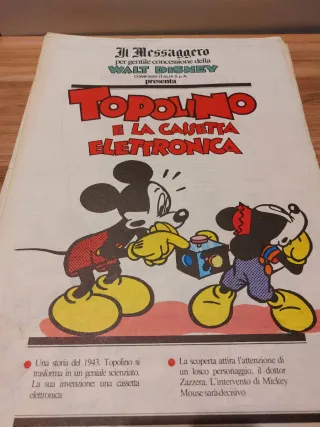 Il Messaggero
per gentile concessione della
WALT DISNEY
COMPANY ITALIA S.p.A.
presenta
TOPOLINO
E LA CASSETTA
ELETTRONICA
Una storia del 1943. Topolino si
trasforma in un geniale scienziato.
La sua invenzione: una cassetta
elettronica
La scoperta attira l'attenzione di
un losco personaggio, il dottor
Zazzera. L'intervento di Mickey
Mouse sarà decisivo